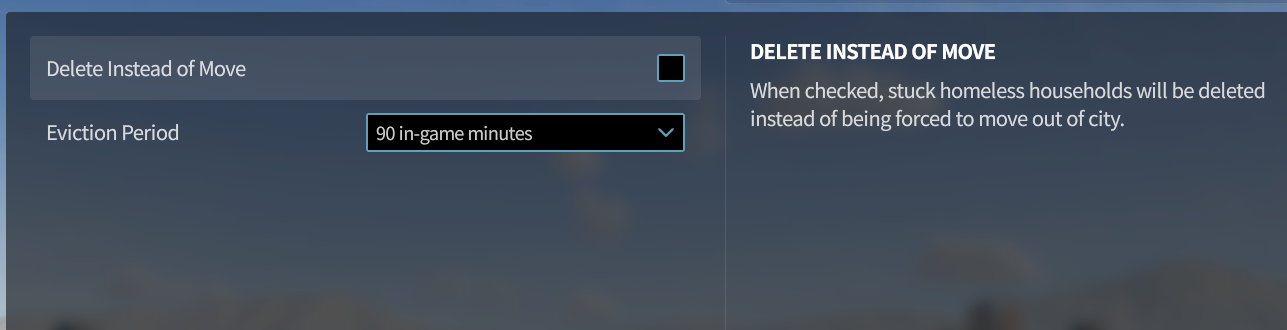 Delete Instead of Move
Eviction Period
90 in-game minutes
DELETE INSTEAD OF MOVE
When checked, stuck homeless households will be deleted
instead of being forced to move out of city.